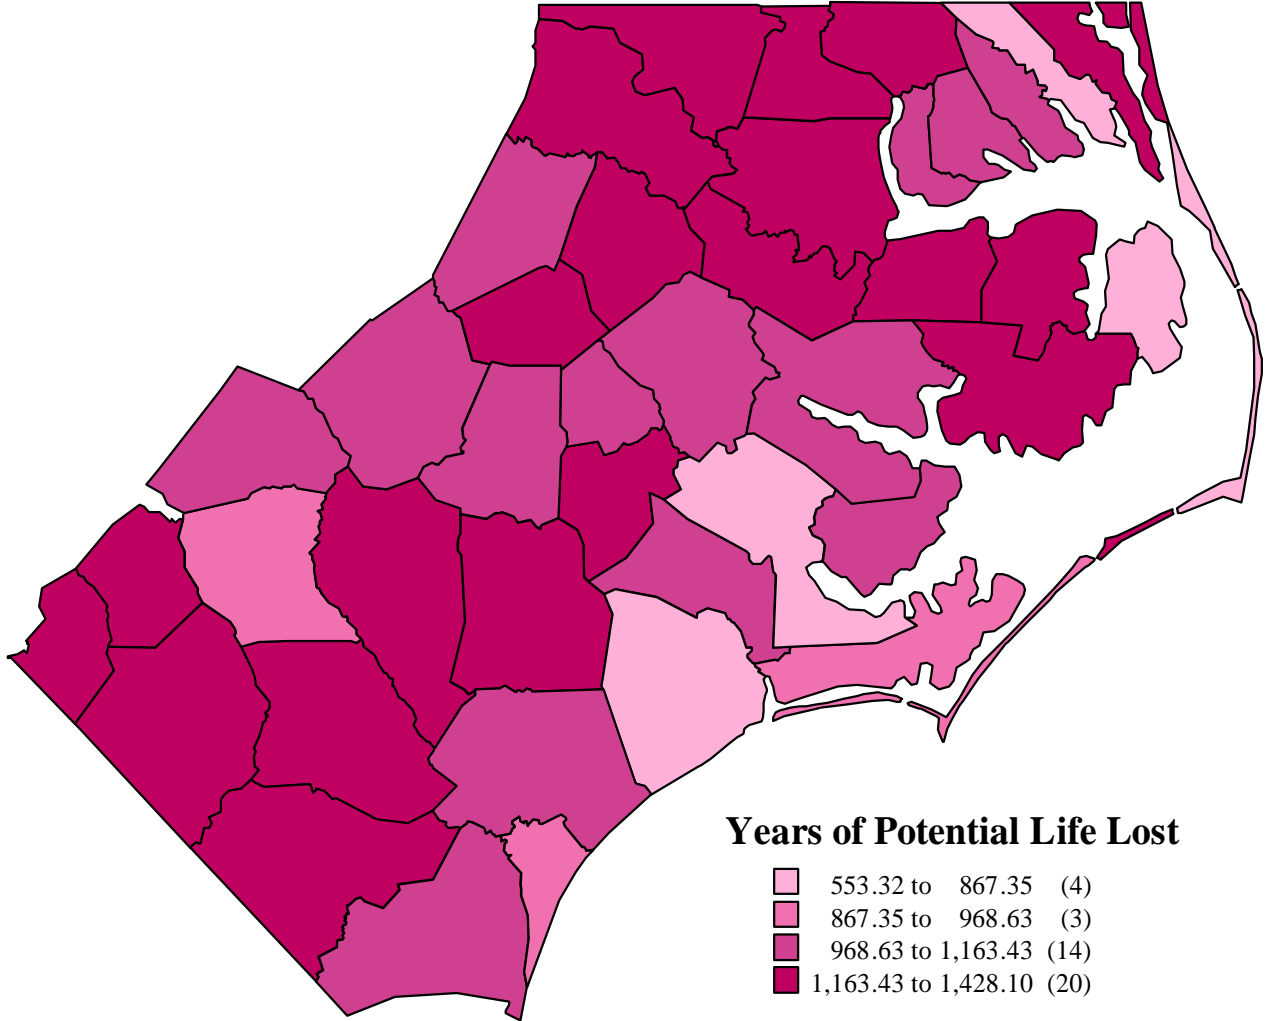 Years of Potential Life Lost
553.32 to 867.35 (4)
867.35 to 968.63 (3)
968.63 to 1,163.43 (14)
1,163.43 to 1,428.10 (20)